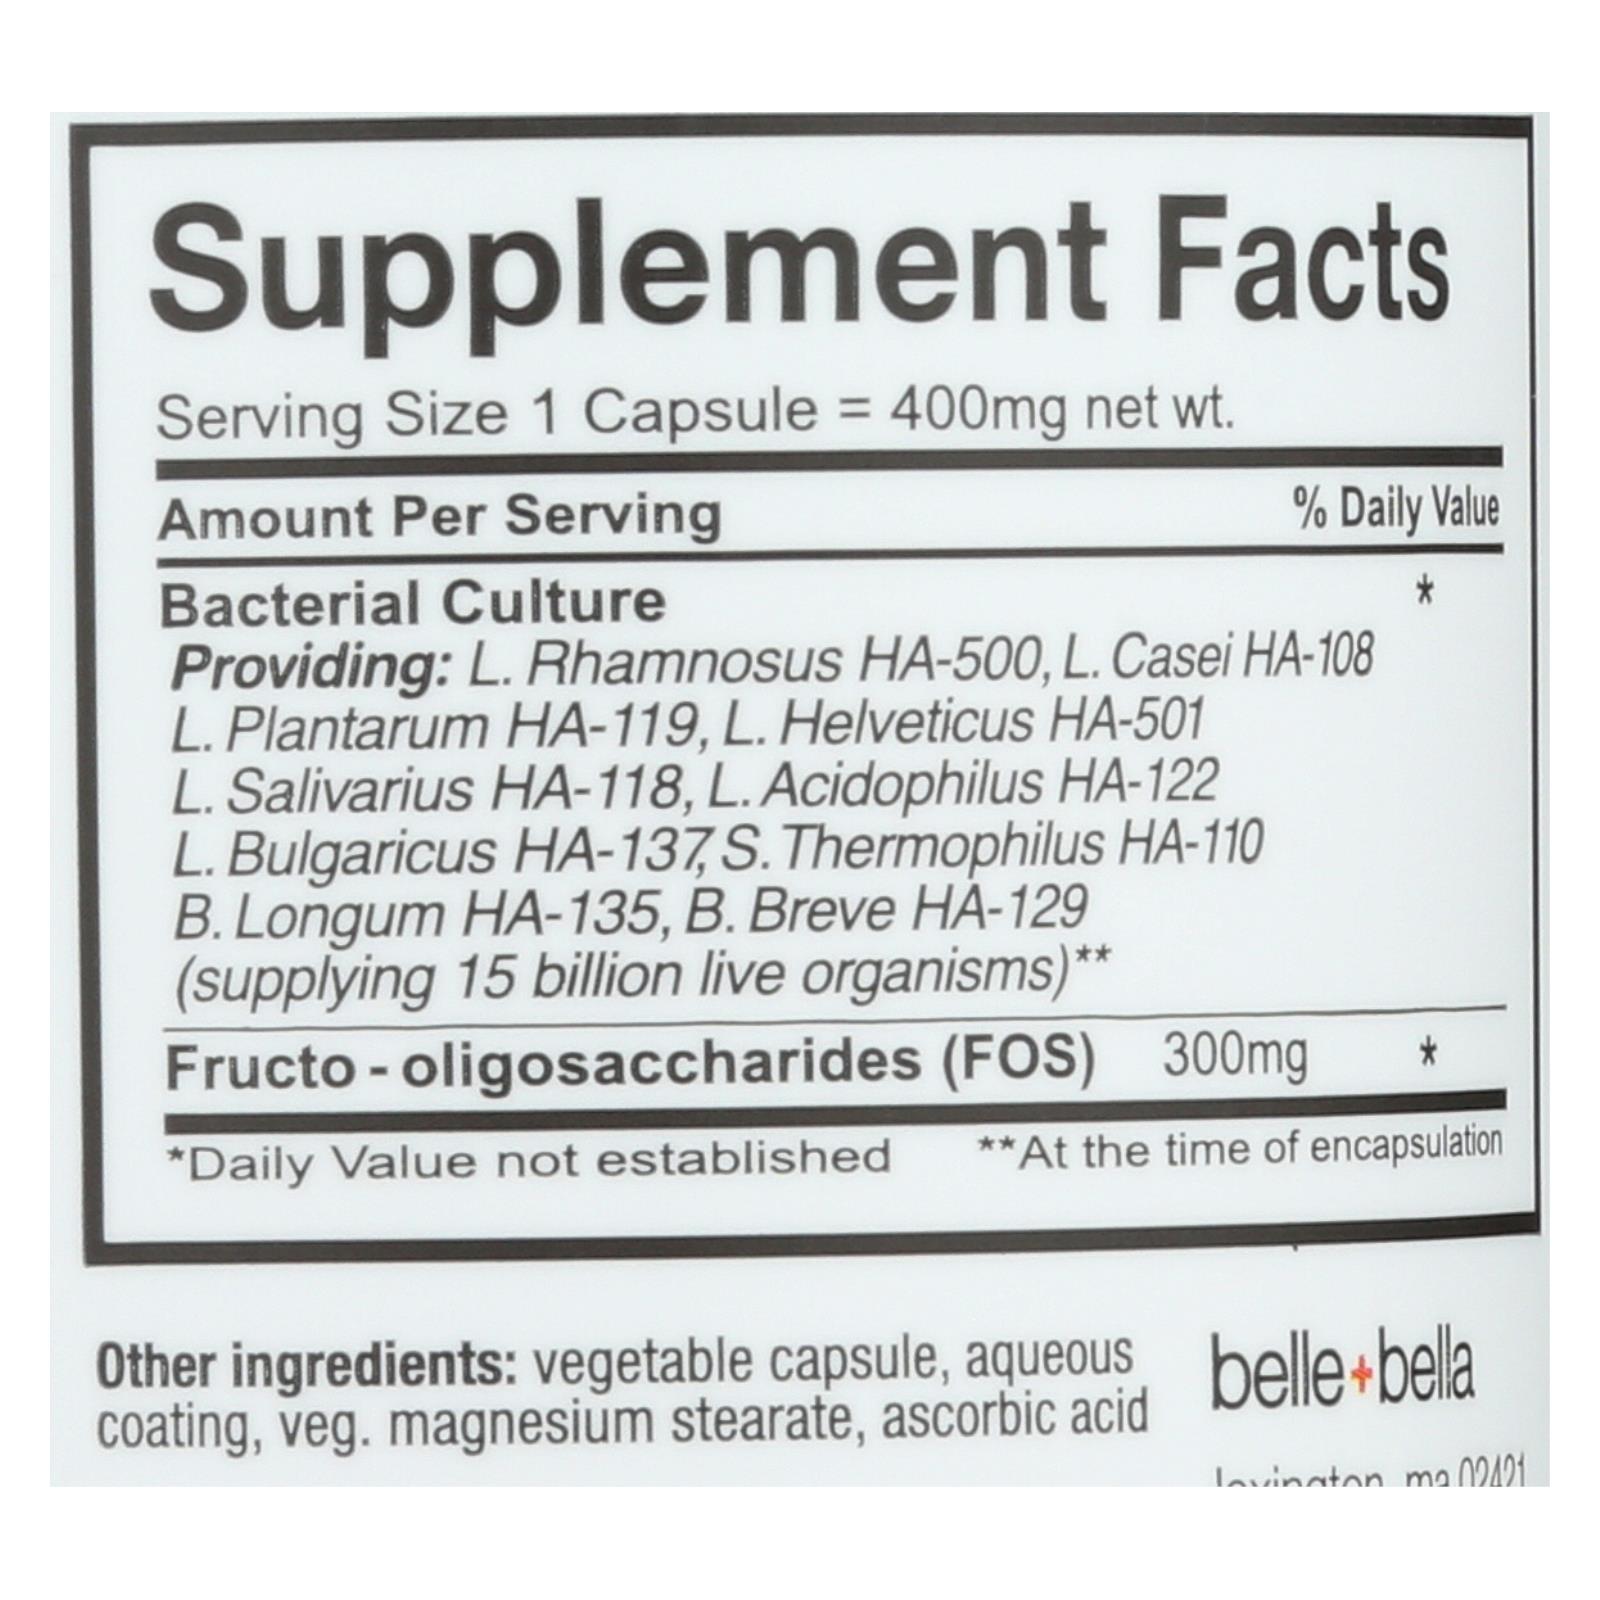 Supplement Facts
Serving Size 1 Capsule = 400mg net wt.
Amount Per Serving % Daily Value
Bacterial Culture *
Providing: L. Rhamnosus HA-500, L. Casei HA-108
L. Plantarum HA-119, L. Helveticus HA-501
L. Salivarius HA-118, L. Acidophilus HA-122
L. Bulgaricus HA-137, S. Thermophilus HA-110
B. Longum HA-135, B. Breve HA-129
(supplying 15 billion live organisms)**
Fructo - oligosaccharides (FOS) 300mg *
*Daily Value not established **At the time of encapsulation
Other ingredients: vegetable capsule, aqueous
coating, veg. magnesium stearate, ascorbic acid
belle+bella
lexington, ma 02421